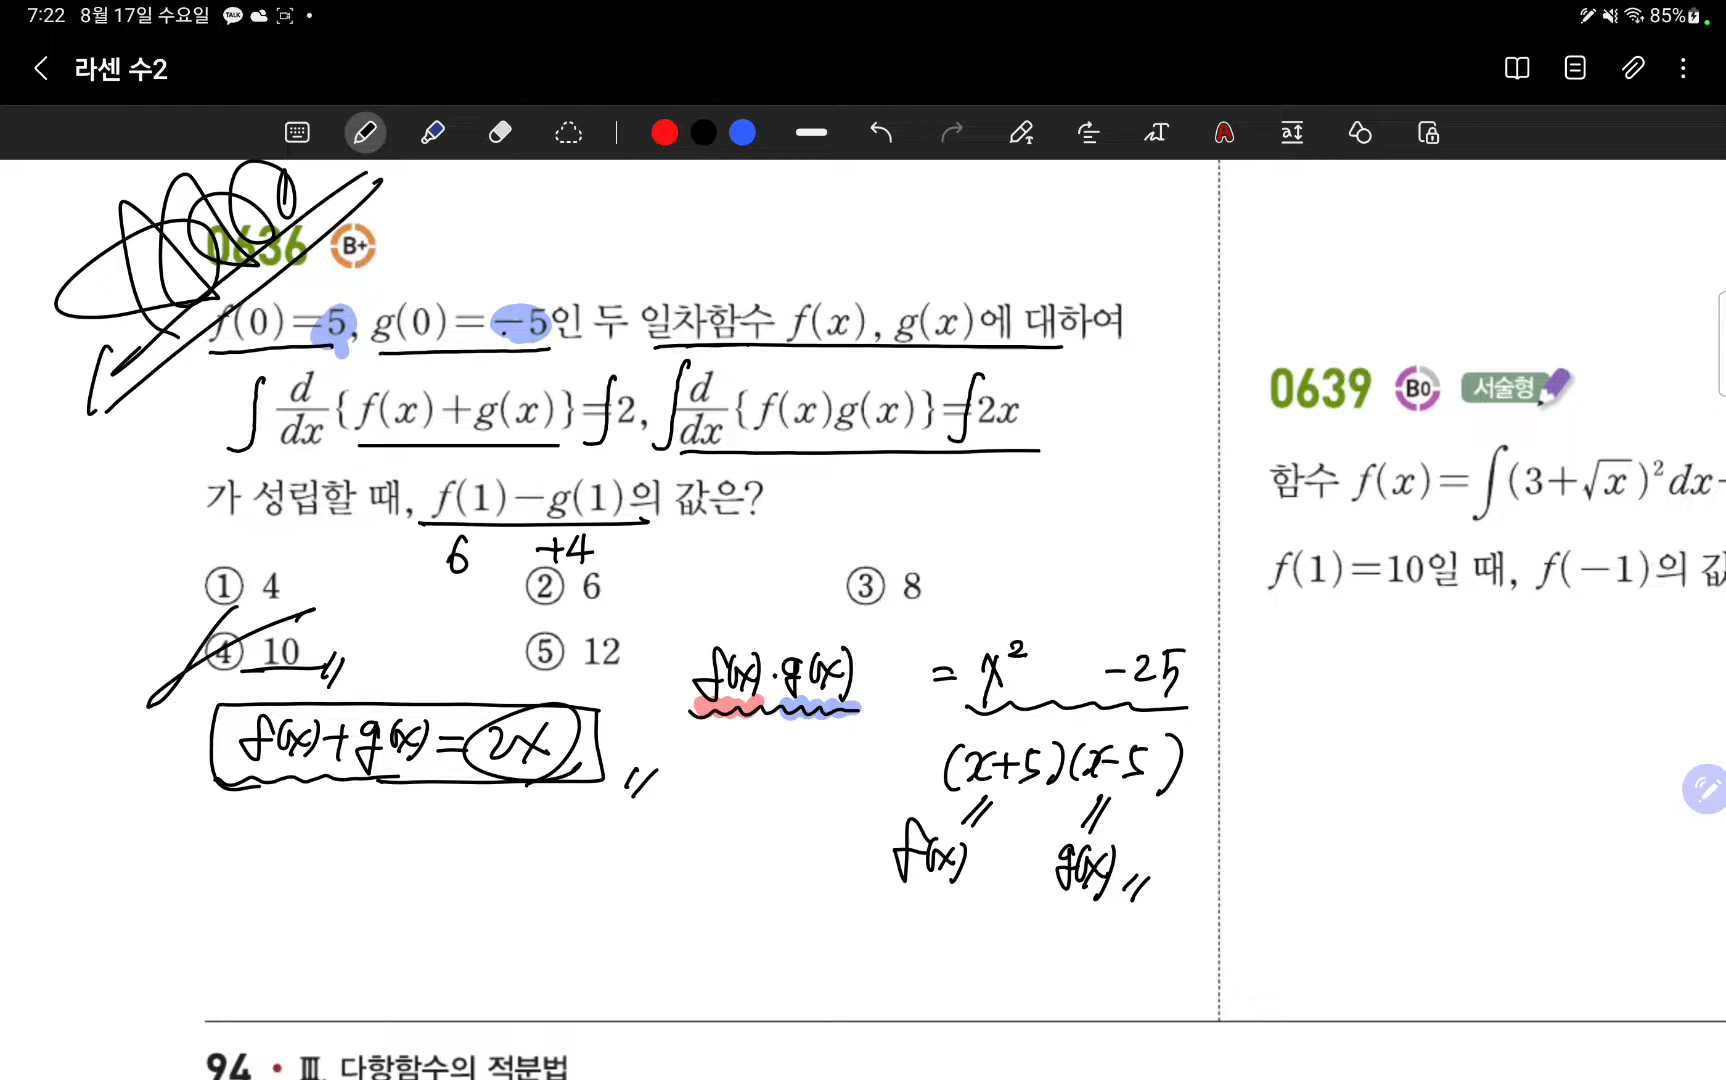 7:22 8월 17일 수요일 TALK 85%
라센 수2
0636 B+
f(0)=5, g(0)=-5인 두 일차함수 f(x), g(x)에 대하여
∫ d/dx {f(x)+g(x)}=∫2, ∫ d/dx {f(x)g(x)}=∫2x
가 성립할 때, f(1)-g(1)의 값은?
6 +4
① 4 ② 6 ③ 8
④ 10 ⑤ 12
f(x)·g(x) = x² -25
f(x)+g(x)=2x
(x+5)(x-5)
f(x) g(x)
0639 B0 서술형
함수 f(x)=∫(3+√x)²dx-
f(1)=10일 때, f(-1)의
94 • Ⅲ. 다항함수의 적분법